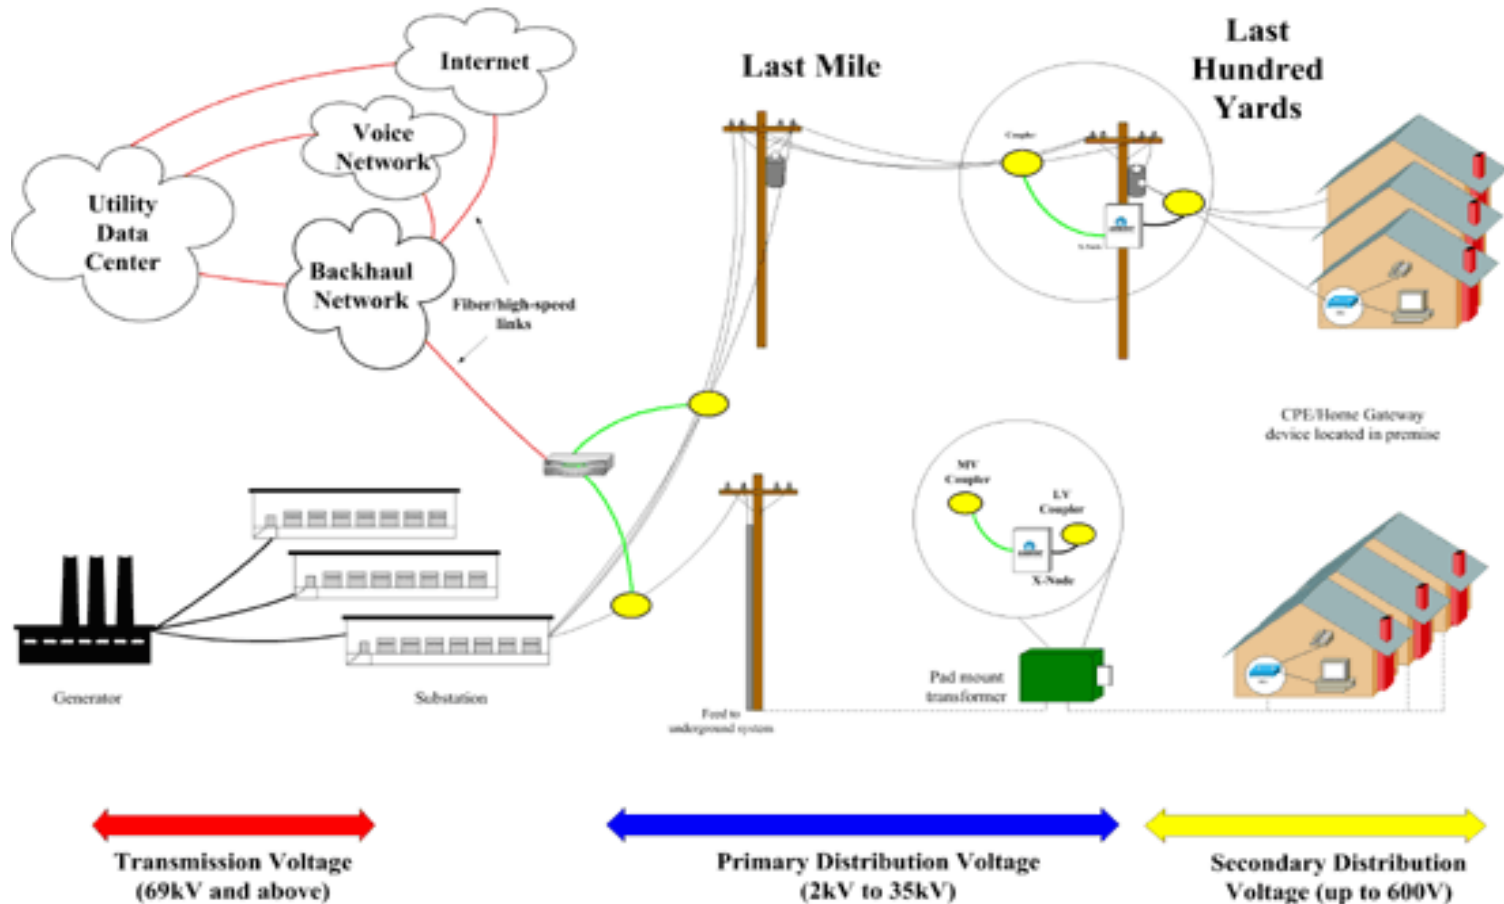 Internet
Voice
Network
Utility
Data
Center
Backhaul
Network
Fiber/high-speed
links
Last Mile
Last
Hundred
Yards
Coupler
X-Node
CPE/Home Gateway
device located in premise
MV
Coupler
LV
Coupler
X-Node
Generator
Substation
Feed to
underground system
Pad mount
transformer
Transmission Voltage
(69kV and above)
Primary Distribution Voltage
(2kV to 35kV)
Secondary Distribution
Voltage (up to 600V)